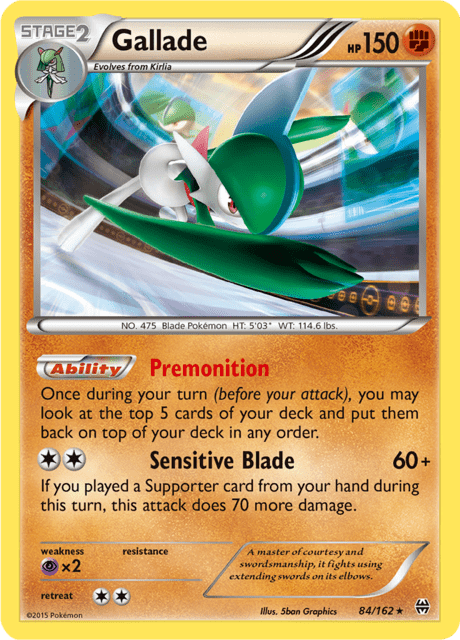 STAGE2
Gallade
HP 150
Evolves from Kirlia
NO. 475 Blade Pokémon HT: 5'03" WT: 114.6 lbs.
Ability Premonition
Once during your turn (before your attack), you may
look at the top 5 cards of your deck and put them
back on top of your deck in any order.
Sensitive Blade 60+
If you played a Supporter card from your hand during
this turn, this attack does 70 more damage.
weakness resistance
×2
retreat
A master of courtesy and
swordsmanship, it fights using
extending swords on its elbows.
©2015 Pokémon
Illus. 5ban Graphics
84/162 ★